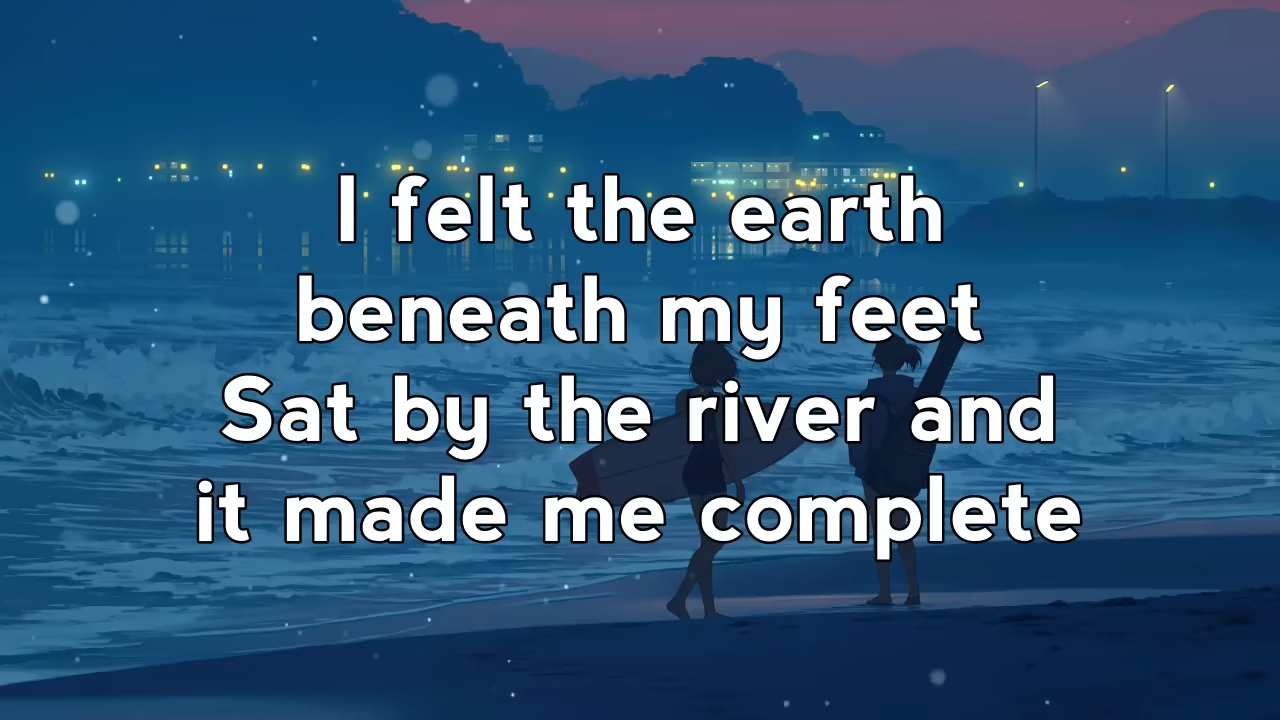 I felt the earth
beneath my feet
Sat by the river and
it made me complete